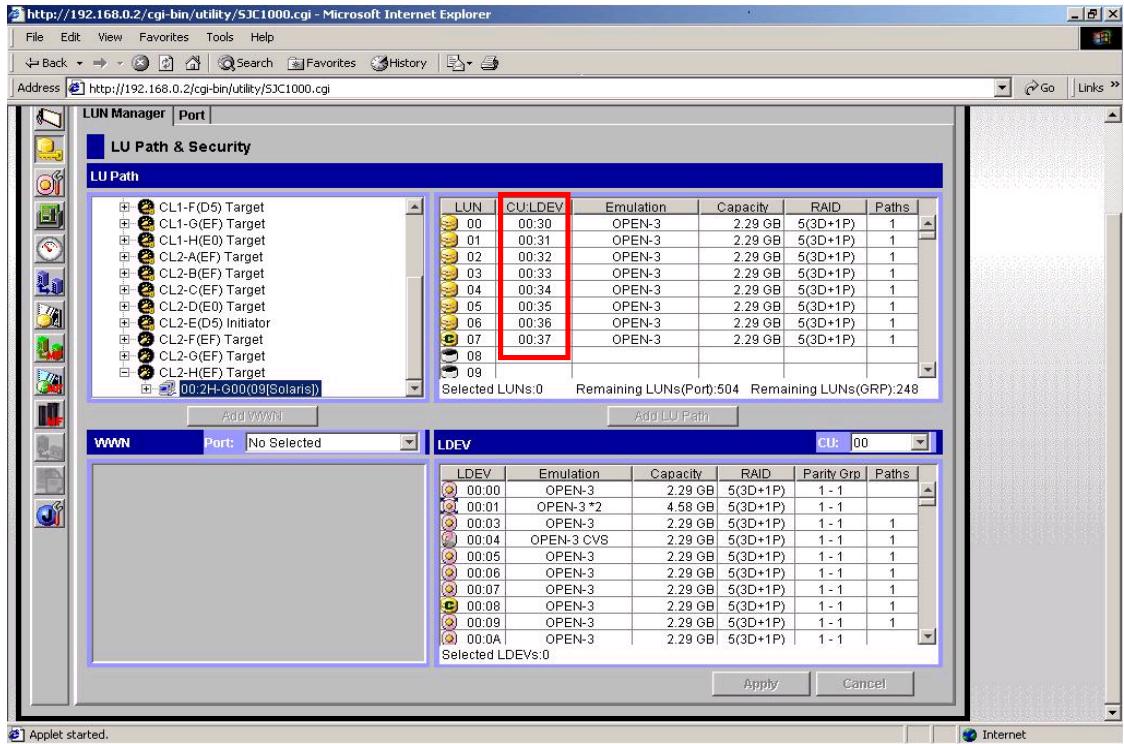 http://192.168.0.2/cgi-bin/utility/SJC1000.cgi - Microsoft Internet Explorer
File Edit View Favorites Tools Help
Back Search Favorites History
Address http://192.168.0.2/cgi-bin/utility/SJC1000.cgi Go Links »
LUN Manager Port
LU Path & Security
LU Path
CL1-F(D5) Target
CL1-G(EF) Target
CL1-H(E0) Target
CL2-A(EF) Target
CL2-B(EF) Target
CL2-C(EF) Target
CL2-D(E0) Target
CL2-E(D5) Initiator
CL2-F(EF) Target
CL2-G(EF) Target
CL2-H(EF) Target
00:2H-G00(09[Solaris])
LUN CU:LDEV Emulation Capacity RAID Paths
00 00:30 OPEN-3 2.29 GB 5(3D+1P) 1
01 00:31 OPEN-3 2.29 GB 5(3D+1P) 1
02 00:32 OPEN-3 2.29 GB 5(3D+1P) 1
03 00:33 OPEN-3 2.29 GB 5(3D+1P) 1
04 00:34 OPEN-3 2.29 GB 5(3D+1P) 1
05 00:35 OPEN-3 2.29 GB 5(3D+1P) 1
06 00:36 OPEN-3 2.29 GB 5(3D+1P) 1
07 00:37 OPEN-3 2.29 GB 5(3D+1P) 1
08
09
Selected LUNs:0 Remaining LUNs(Port):504 Remaining LUNs(GRP):248
Add WWN Add LU Path
WWN Port: No Selected
LDEV CU: 00
LDEV Emulation Capacity RAID Parity Grp Paths
00:00 OPEN-3 2.29 GB 5(3D+1P) 1 - 1
00:01 OPEN-3 *2 4.58 GB 5(3D+1P) 1 - 1
00:03 OPEN-3 2.29 GB 5(3D+1P) 1 - 1 1
00:04 OPEN-3 CVS 2.29 GB 5(3D+1P) 1 - 1 1
00:05 OPEN-3 2.29 GB 5(3D+1P) 1 - 1 1
00:06 OPEN-3 2.29 GB 5(3D+1P) 1 - 1 1
00:07 OPEN-3 2.29 GB 5(3D+1P) 1 - 1 1
00:08 OPEN-3 2.29 GB 5(3D+1P) 1 - 1 1
00:09 OPEN-3 2.29 GB 5(3D+1P) 1 - 1 1
00:0A OPEN-3 2.29 GB 5(3D+1P) 1 - 1
Selected LDEVs:0
Apply Cancel
Applet started. Internet